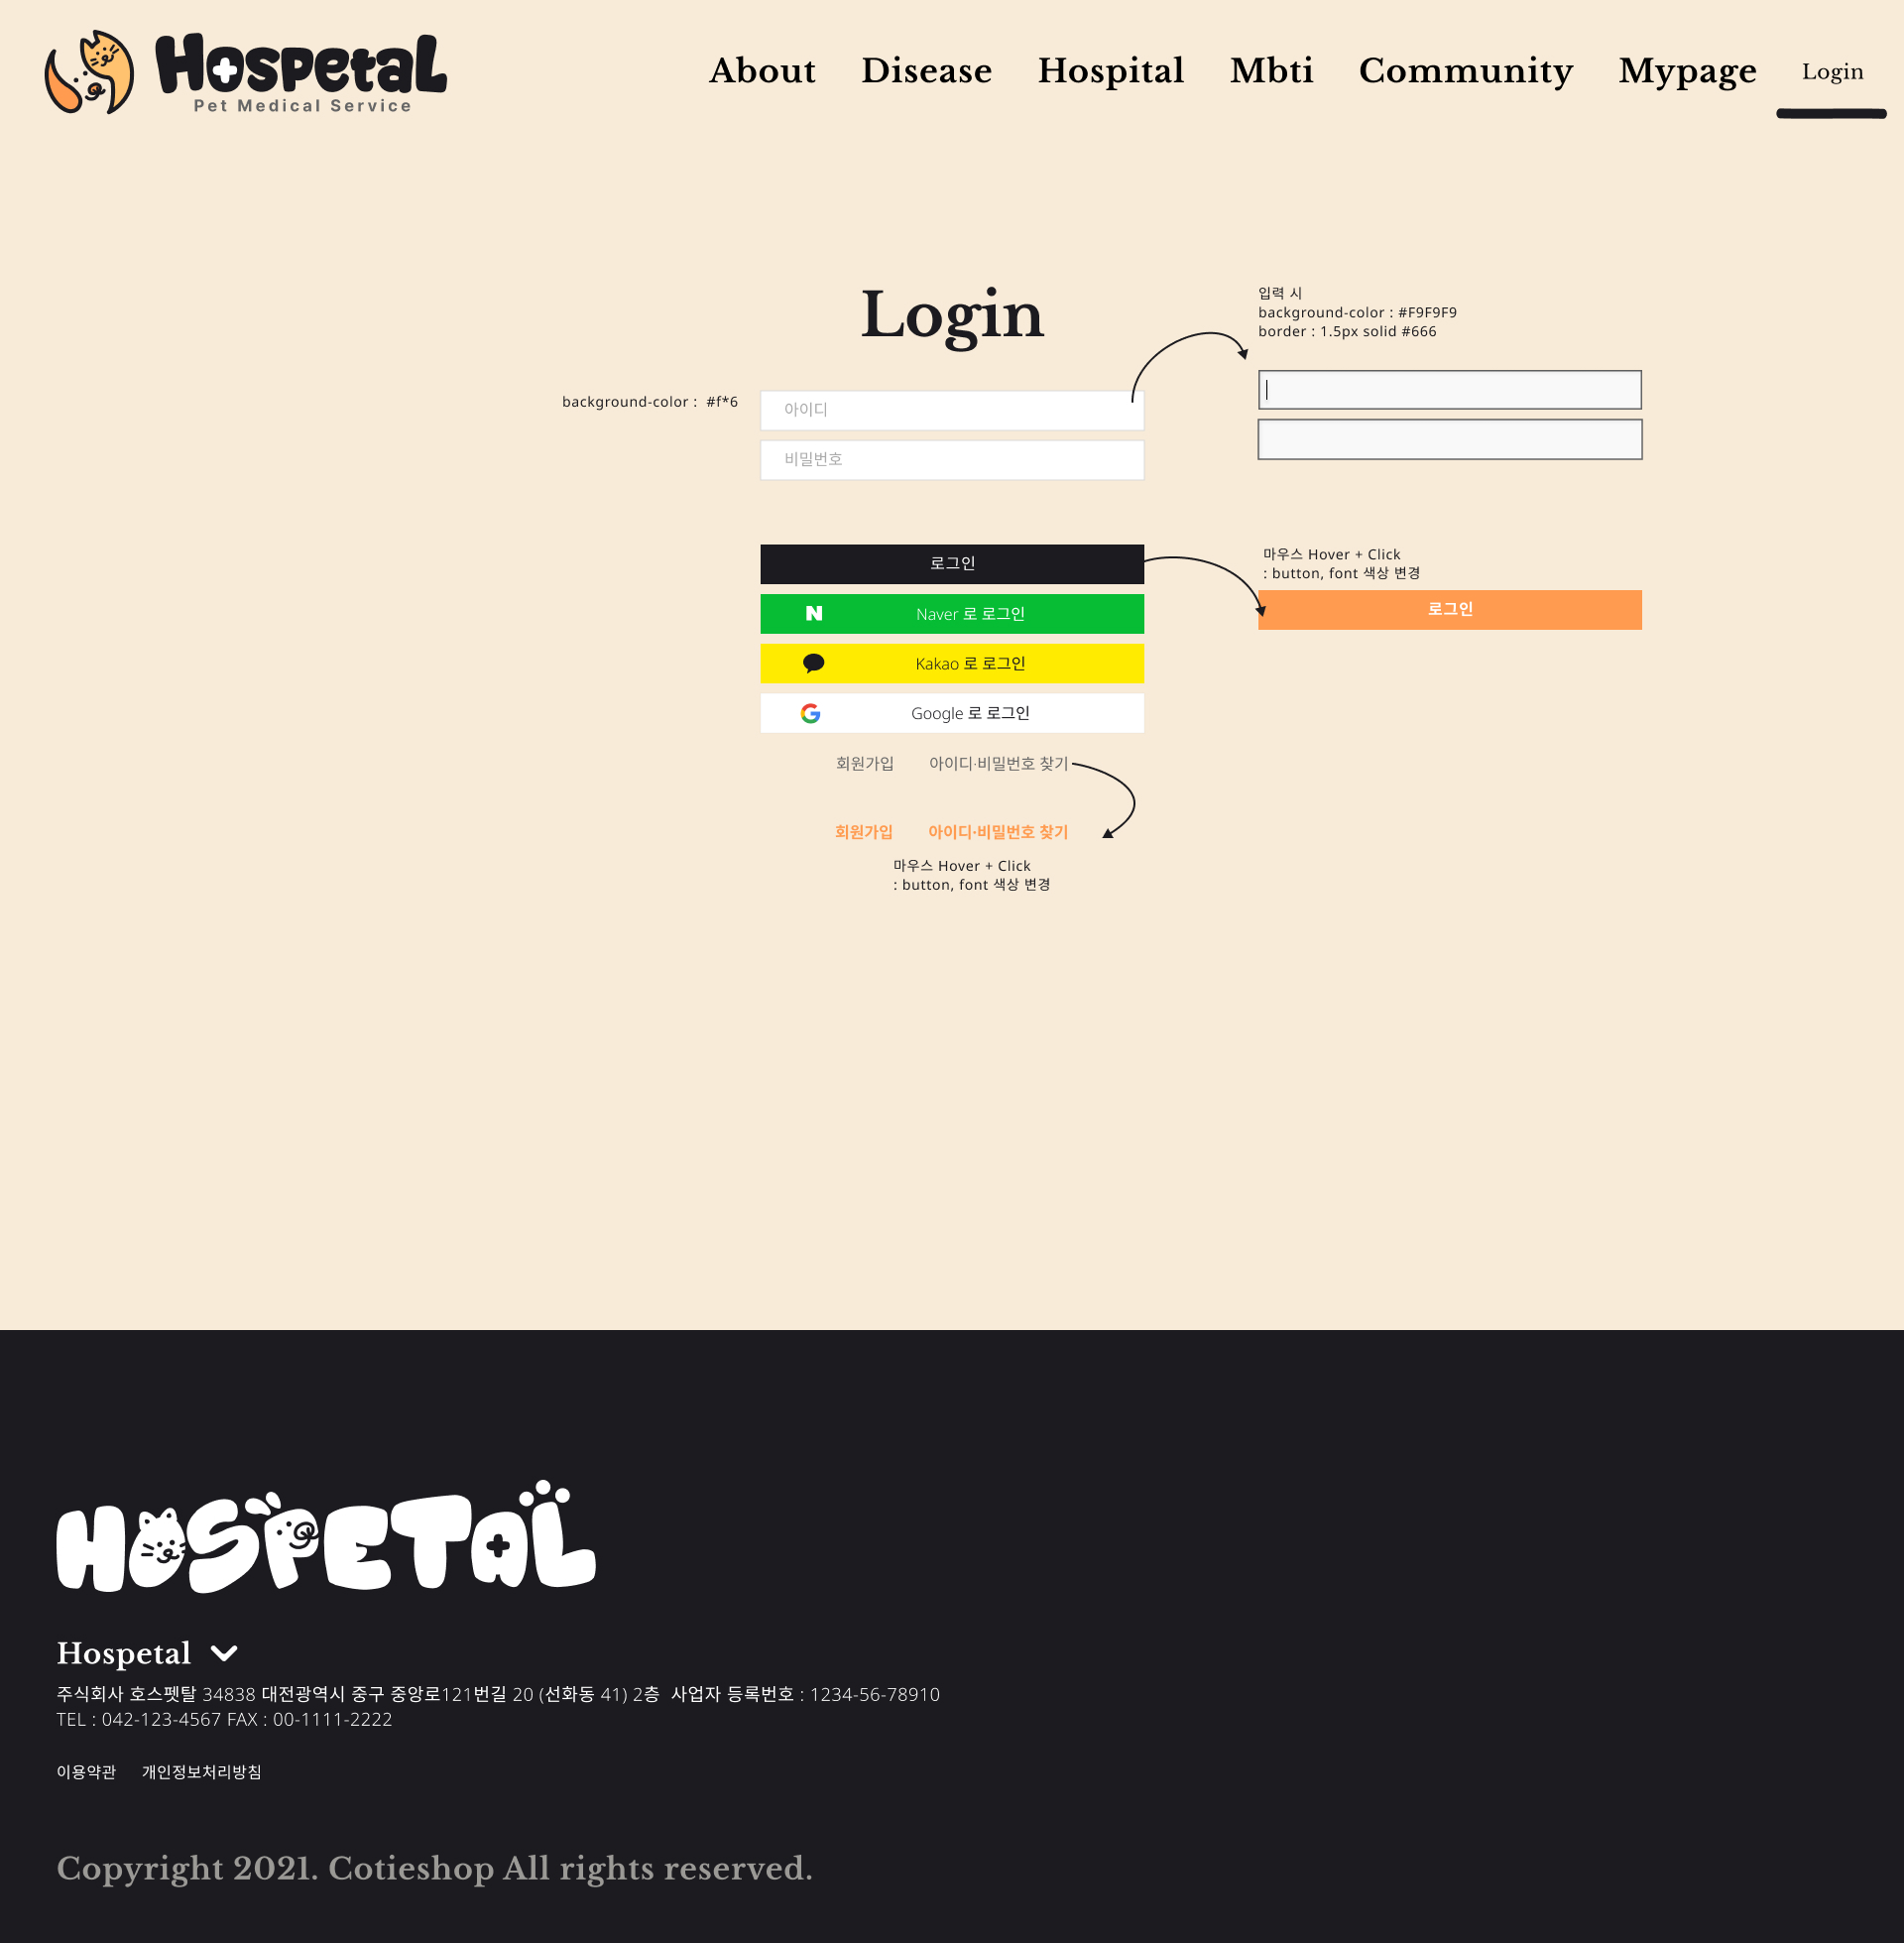 Hospetal
Pet Medical Service
About Disease Hospital Mbti Community Mypage Login
Login
입력 시
background-color : #F9F9F9
border : 1.5px solid #666
background-color : #f*6
아이디
비밀번호
로그인
Naver 로 로그인
Kakao 로 로그인
Google 로 로그인
마우스 Hover + Click
: button, font 색상 변경
로그인
회원가입 아이디·비밀번호 찾기
회원가입 아이디·비밀번호 찾기
마우스 Hover + Click
: button, font 색상 변경
HOSPETAL
Hospetal
주식회사 호스펫탈 34838 대전광역시 중구 중앙로121번길 20 (선화동 41) 2층 사업자 등록번호 : 1234-56-78910
TEL : 042-123-4567 FAX : 00-1111-2222
이용약관 개인정보처리방침
Copyright 2021. Cotieshop All rights reserved.